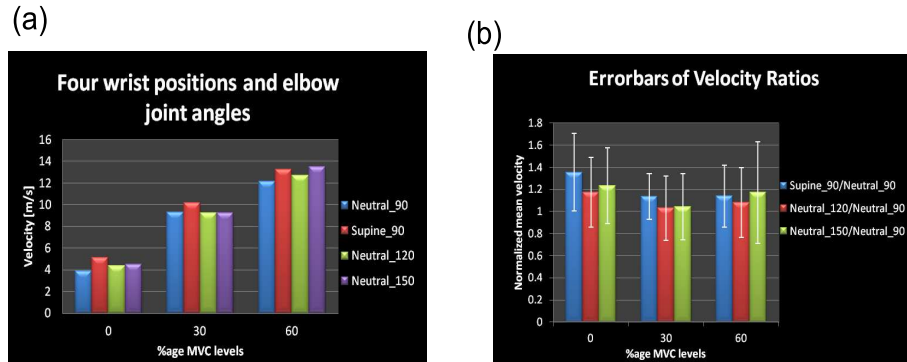 (a)
Four wrist positions and elbow
joint angles
Velocity [m/s]
16
14
12
10
8
6
4
2
0
0 30 60
%age MVC levels
Neutral_90
Supine_90
Neutral_120
Neutral_150
(b)
Errorbars of Velocity Ratios
Normalized mean velocity
1.8
1.6
1.4
1.2
1
0.8
0.6
0.4
0.2
0
0 30 60
%age MVC levels
Supine_90/Neutral_90
Neutral_120/Neutral_90
Neutral_150/Neutral_90